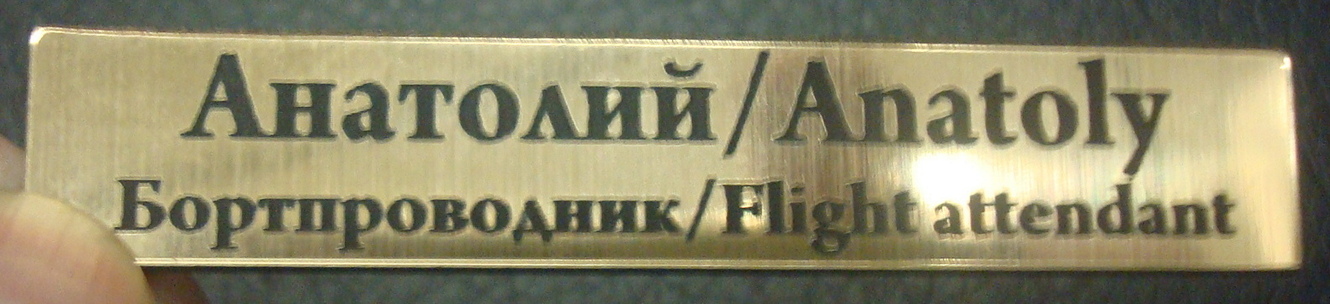 Анатолий/Anatoly
Бортпроводник/Flight attendant